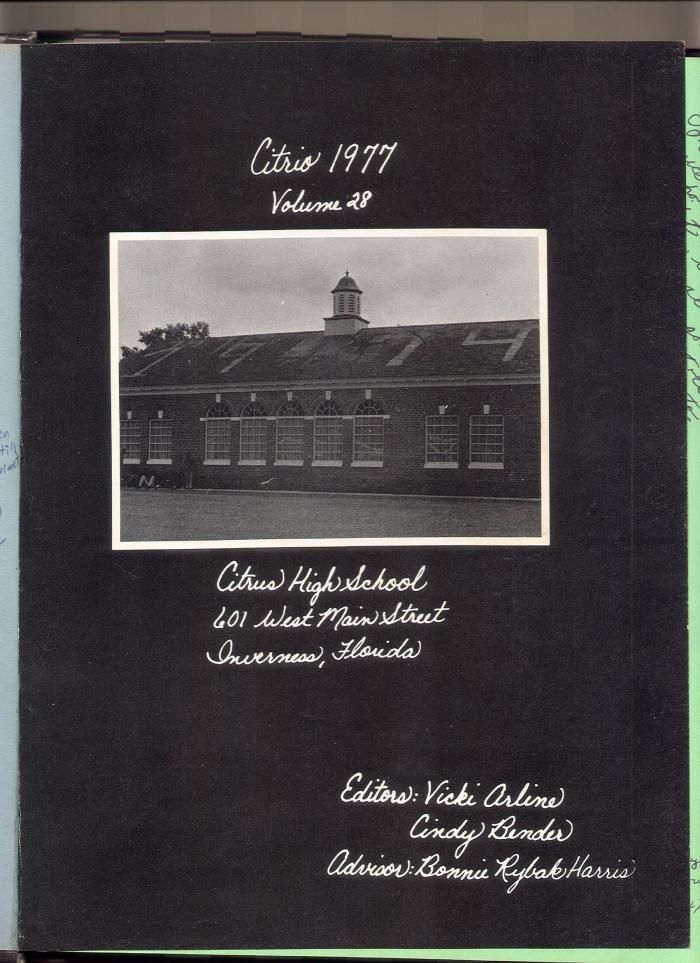 Citrio 1977
Volume 28
Citrus High School
601 West Main Street
Inverness, Florida
Editors: Vicki Arline
Cindy Bender
Advisor: Bonnie Rybak Harris